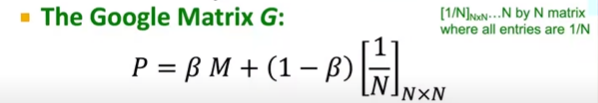 The Google Matrix G:
[1/N]NxN...N by N matrix
where all entries are 1/N
P = β M + (1 − β) [1/N]N×N